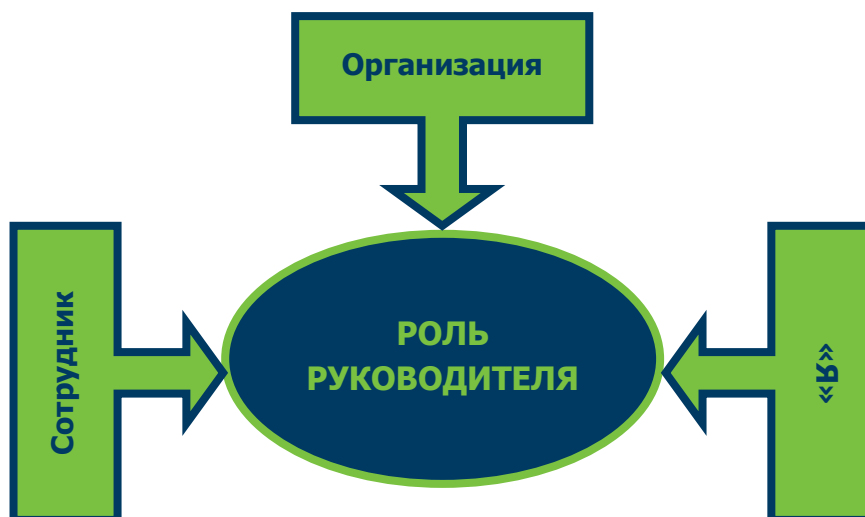 Организация
Сотрудник
РОЛЬ
РУКОВОДИТЕЛЯ
«Я»